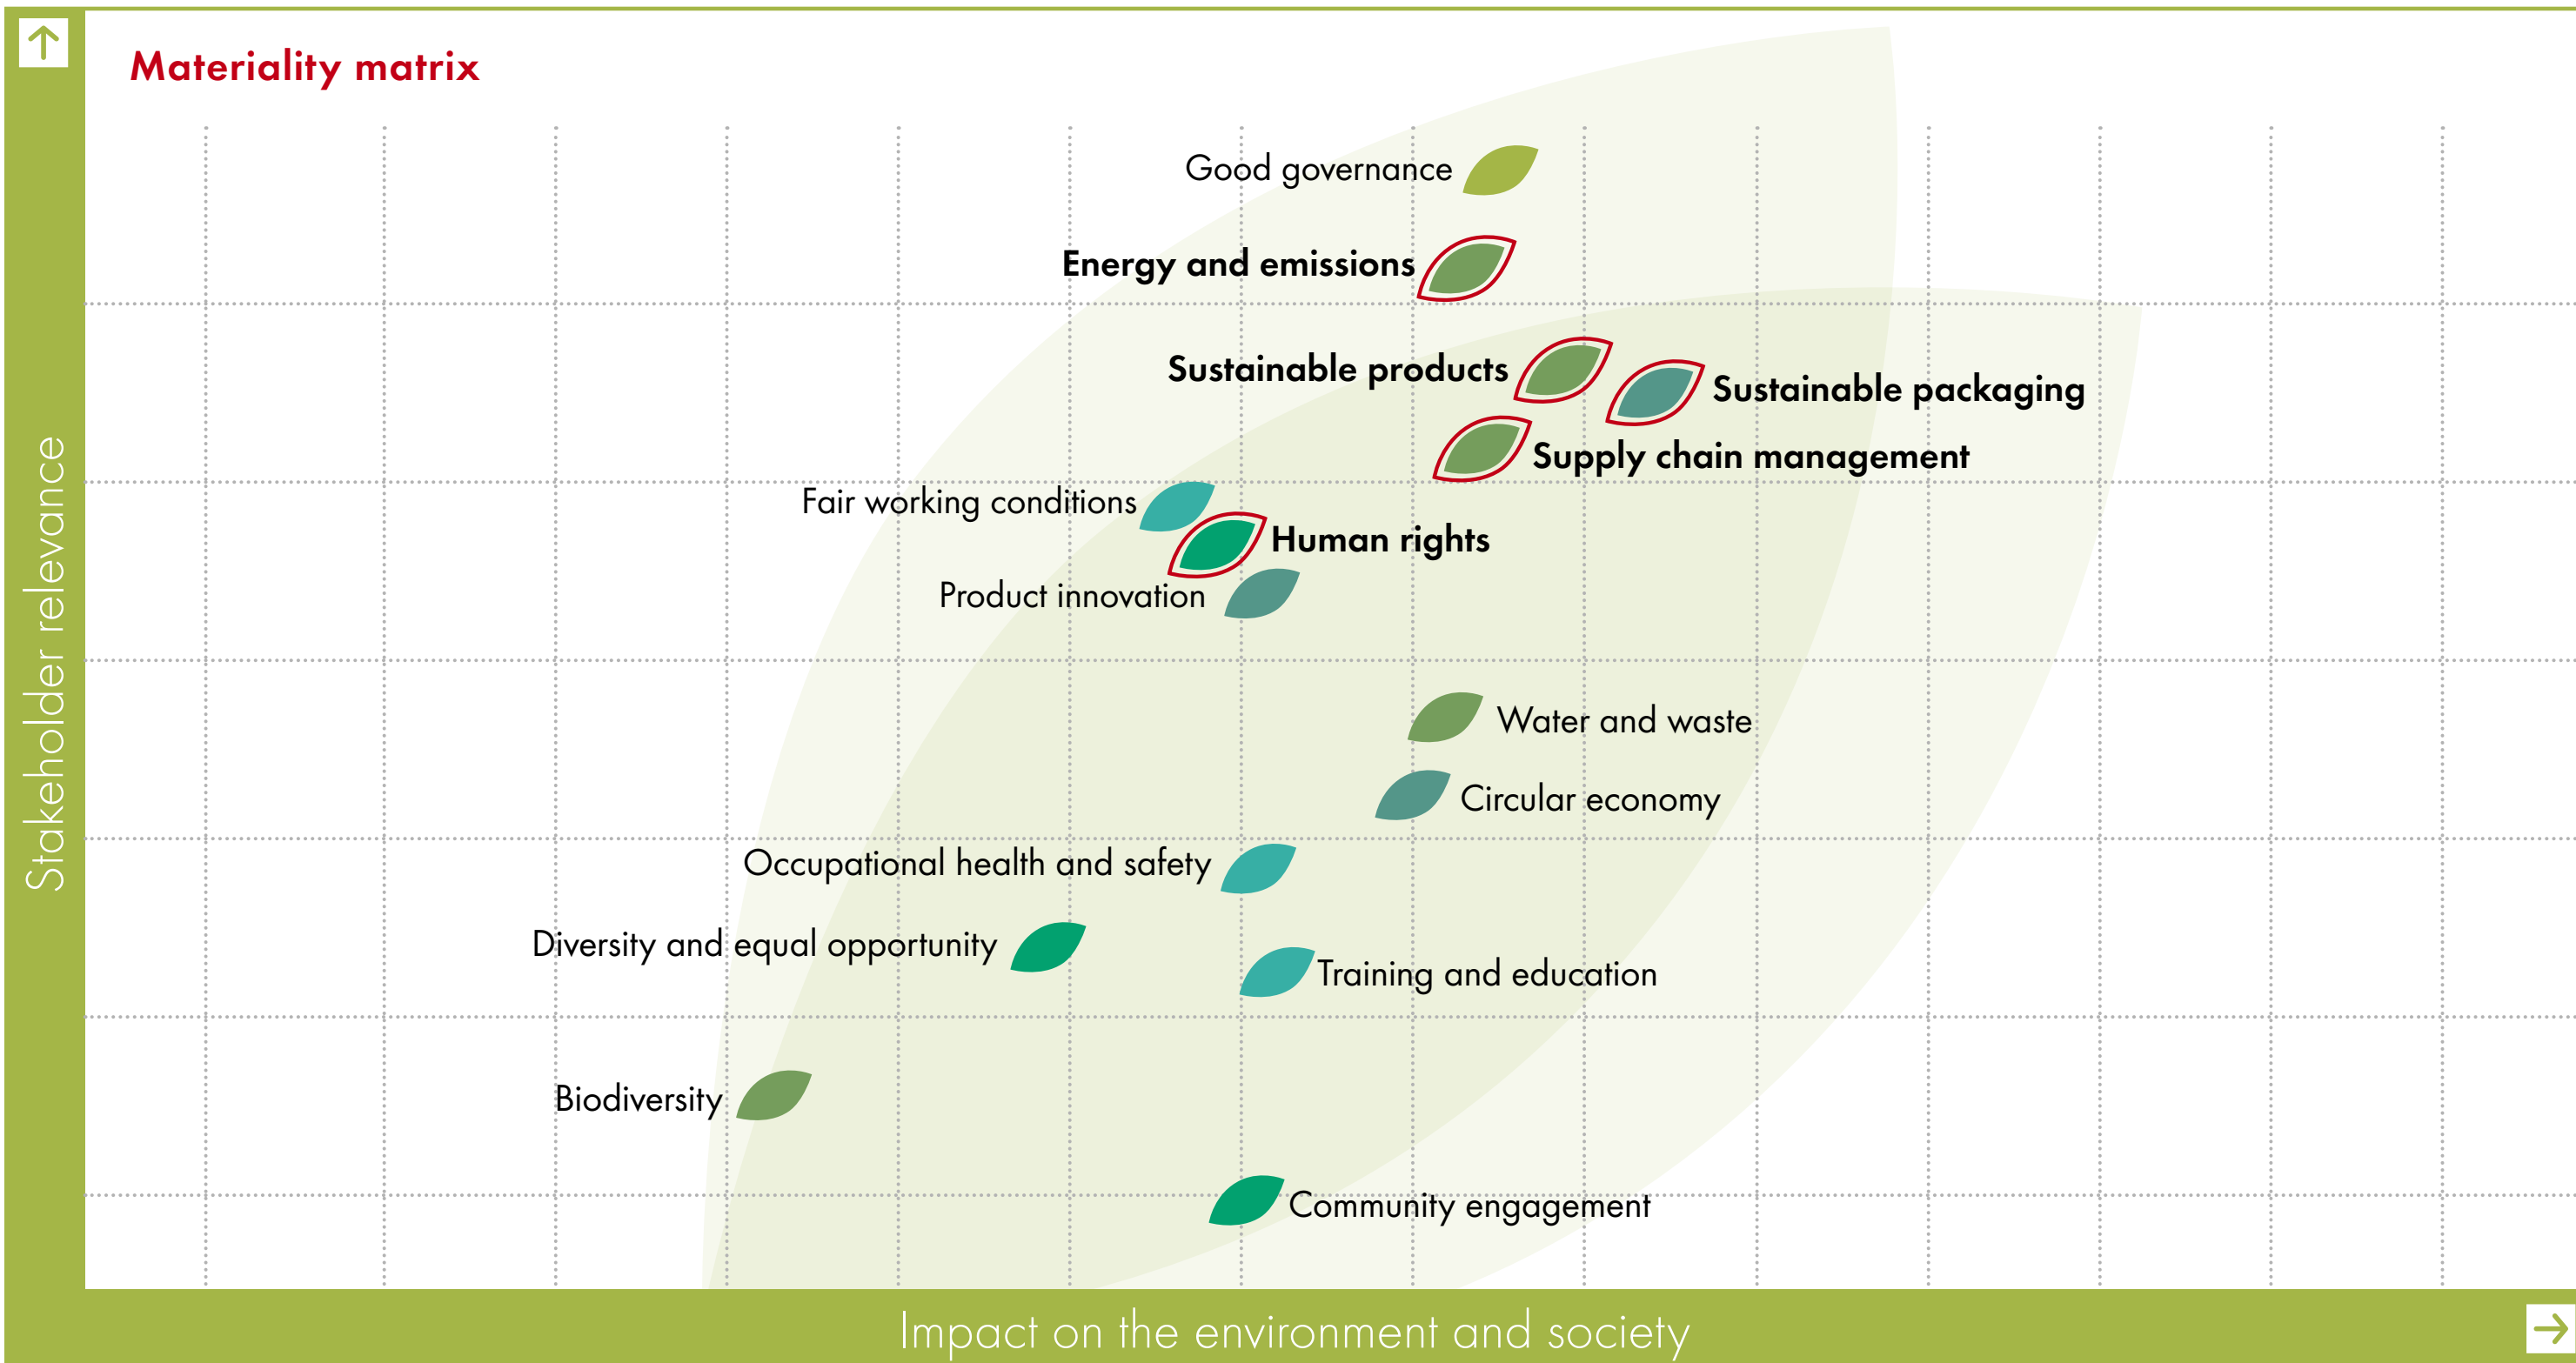 Materiality matrix
Good governance
Energy and emissions
Sustainable products
Sustainable packaging
Supply chain management
Fair working conditions
Human rights
Product innovation
Water and waste
Circular economy
Occupational health and safety
Diversity and equal opportunity
Training and education
Biodiversity
Community engagement
Stakeholder relevance
Impact on the environment and society